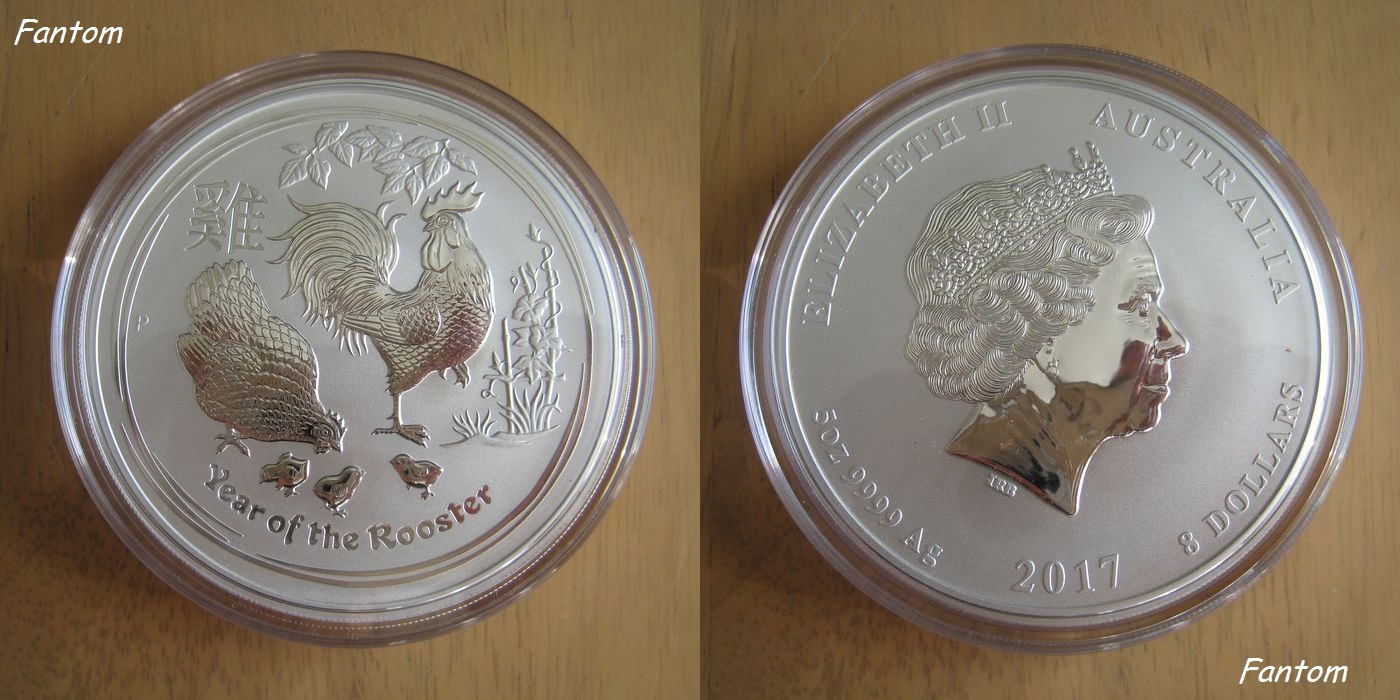 Fantom
雞
P
Year of the Rooster
ELIZABETH II
AUSTRALIA
5oz 9999 Ag
2017
8 DOLLARS
IRB
Fantom